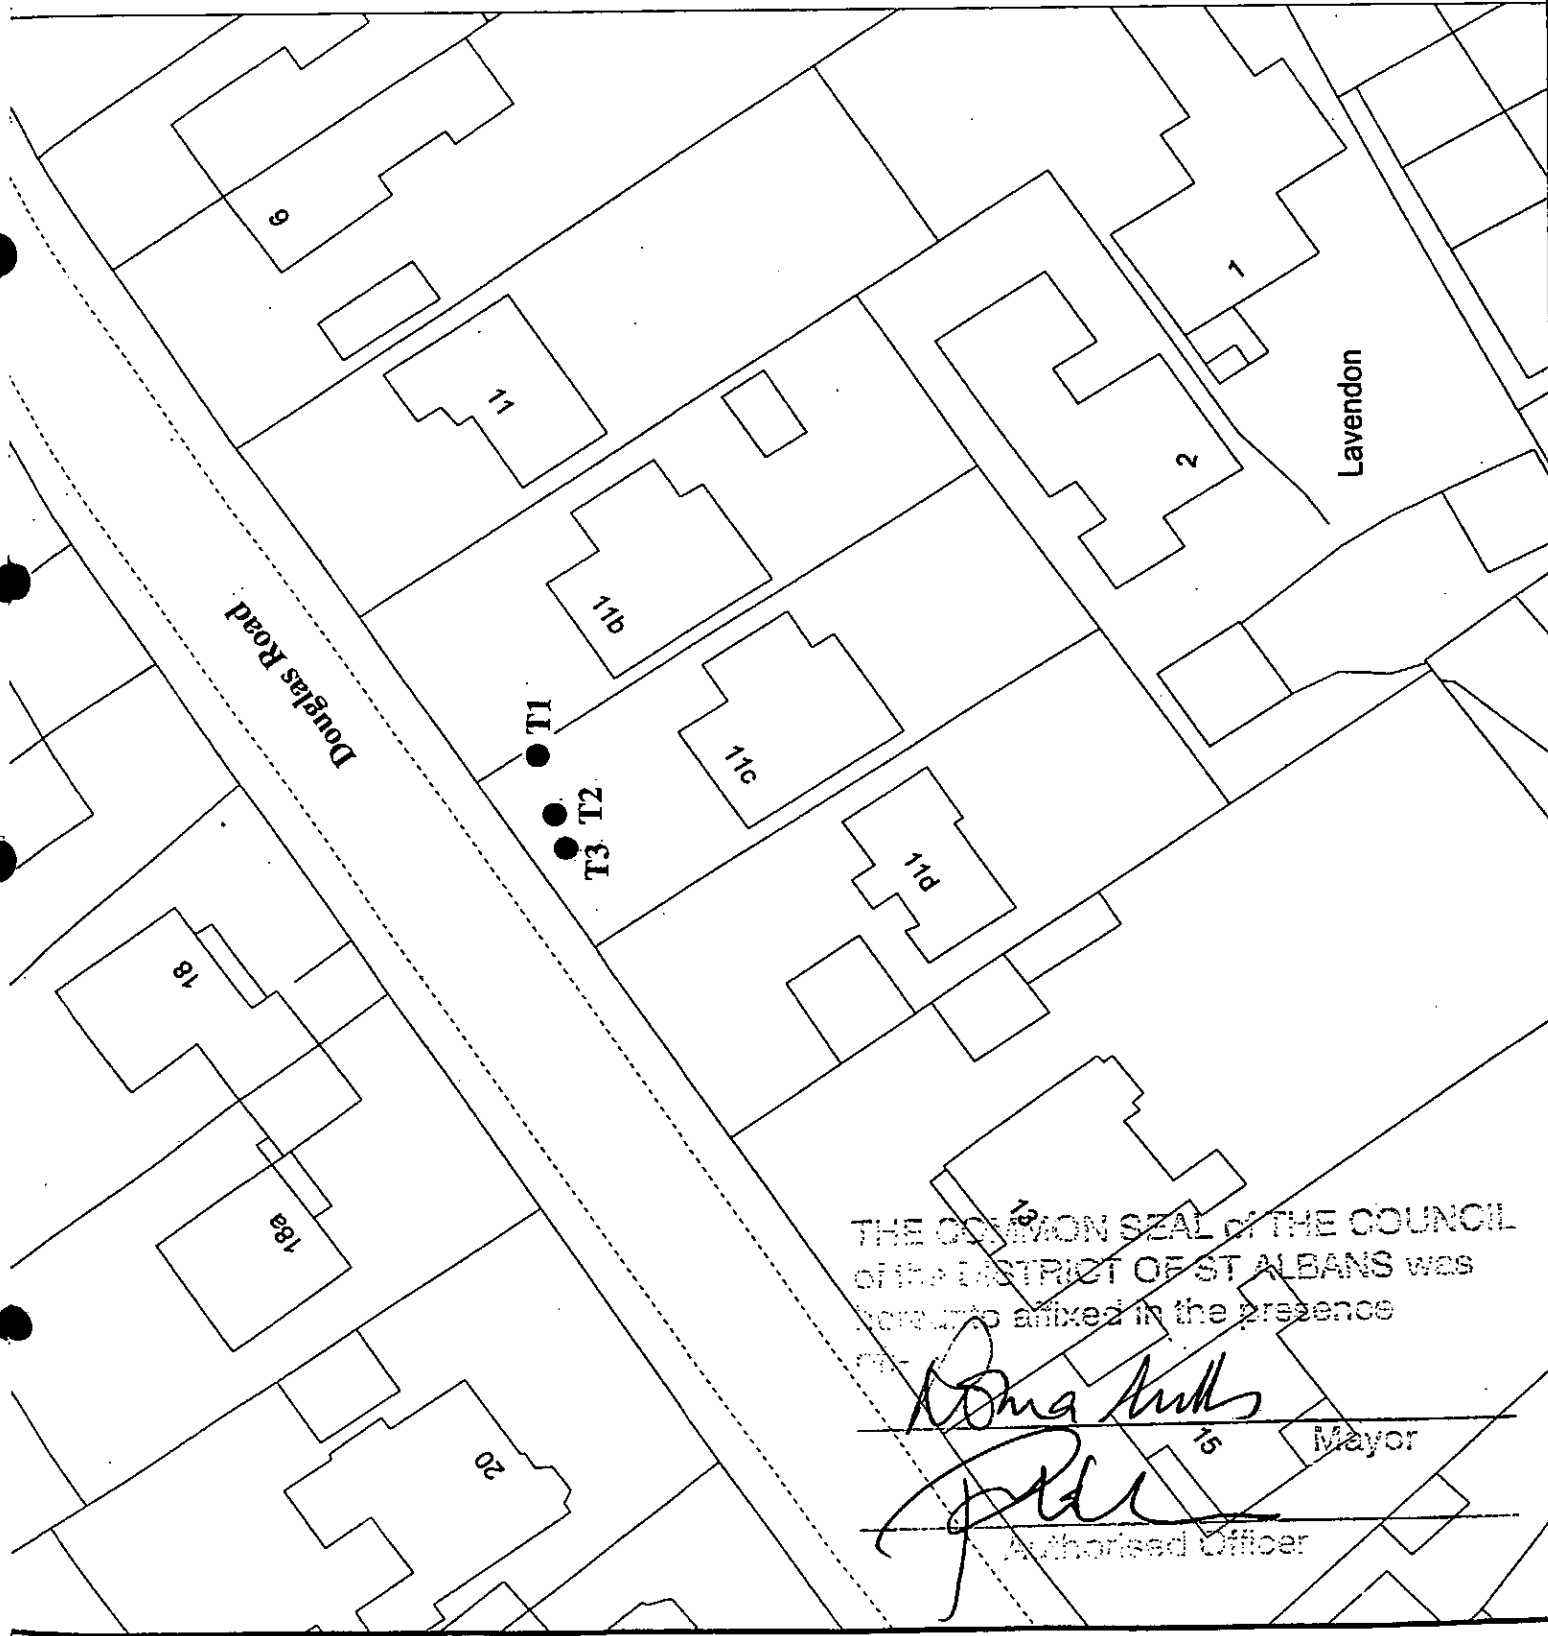 9
11
1
Lavendon
2
11b
Douglas Road
T1
11c
T2
T3
11d
18
18a
13
THE COMMON SEAL of THE COUNCIL
of the DISTRICT OF ST ALBANS was
hereunto affixed in the presence
of:-
Mayor
15
20
Authorised Officer